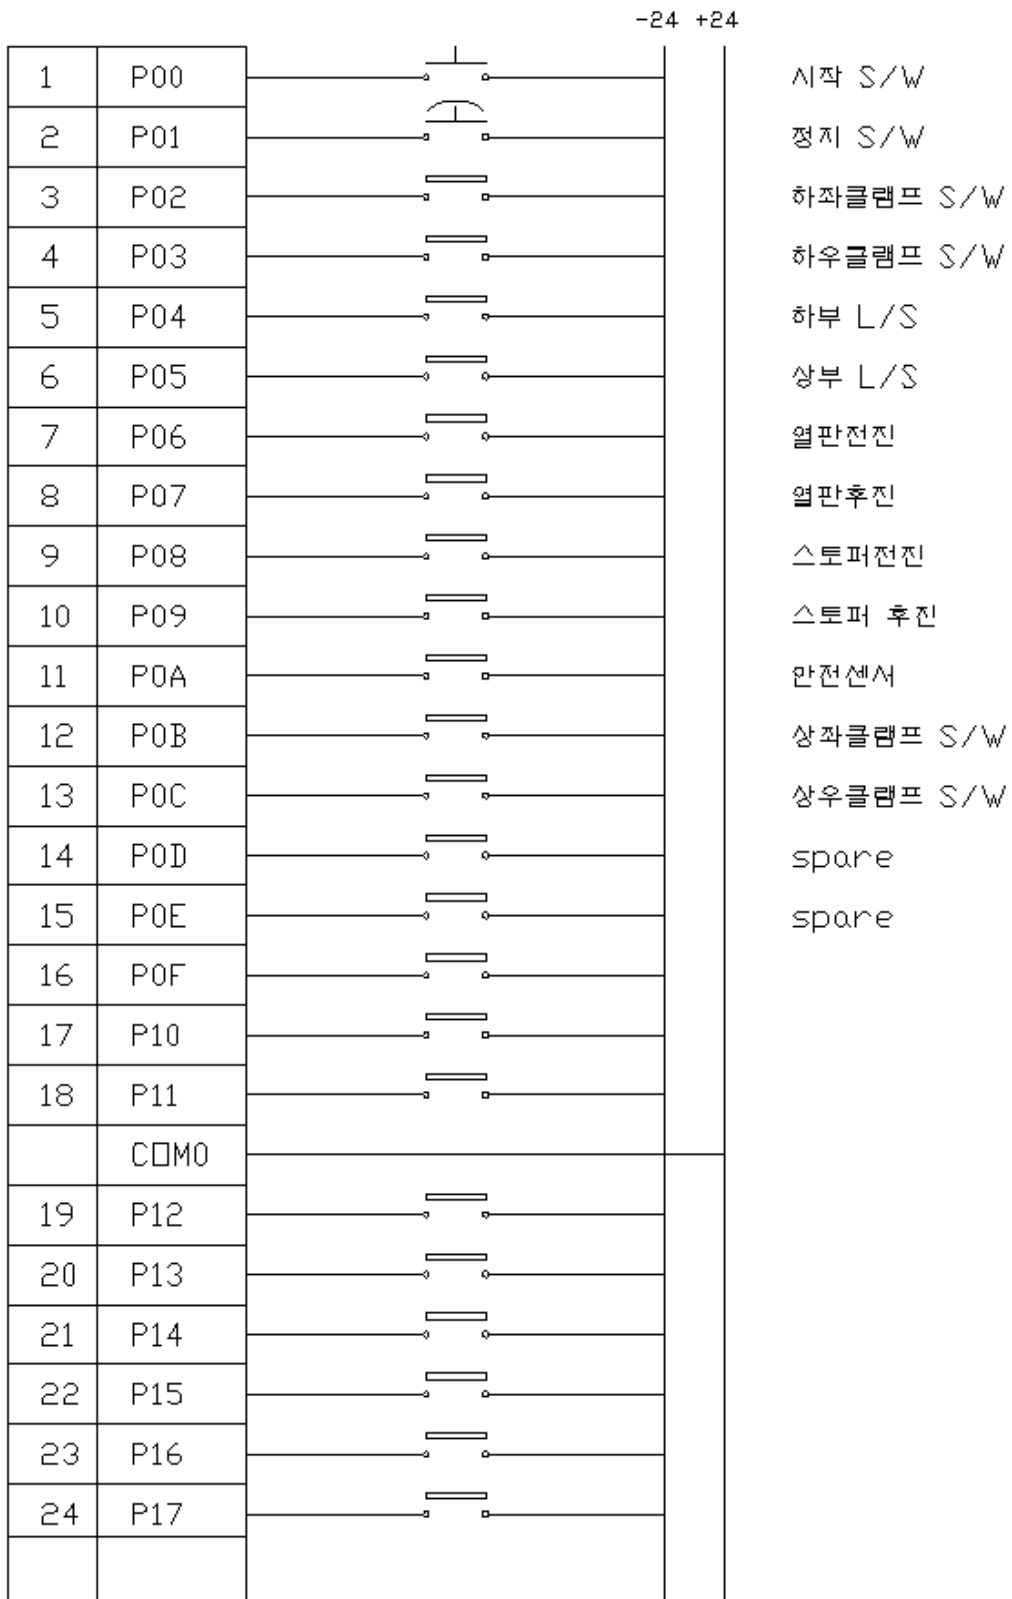 -24 +24
1 P00 시작 S/W
2 P01 정지 S/W
3 P02 하좌클램프 S/W
4 P03 하우클램프 S/W
5 P04 하부 L/S
6 P05 상부 L/S
7 P06 열판전진
8 P07 열판후진
9 P08 스토퍼전진
10 P09 스토퍼 후진
11 P0A 안전센서
12 P0B 상좌클램프 S/W
13 P0C 상우클램프 S/W
14 P0D spare
15 P0E spare
16 P0F
17 P10
18 P11
COM0
19 P12
20 P13
21 P14
22 P15
23 P16
24 P17